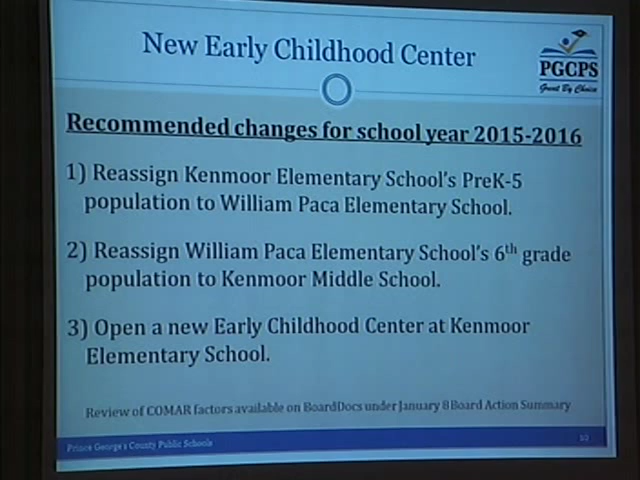 New Early Childhood Center
PGCPS
Great By Choice
Recommended changes for school year 2015-2016
1) Reassign Kenmoor Elementary School's PreK-5
population to William Paca Elementary School.
2) Reassign William Paca Elementary School's 6th grade
population to Kenmoor Middle School.
3) Open a new Early Childhood Center at Kenmoor
Elementary School.
Review of COMAR factors available on BoardDocs under January 8 Board Action Summary
Prince George's County Public Schools